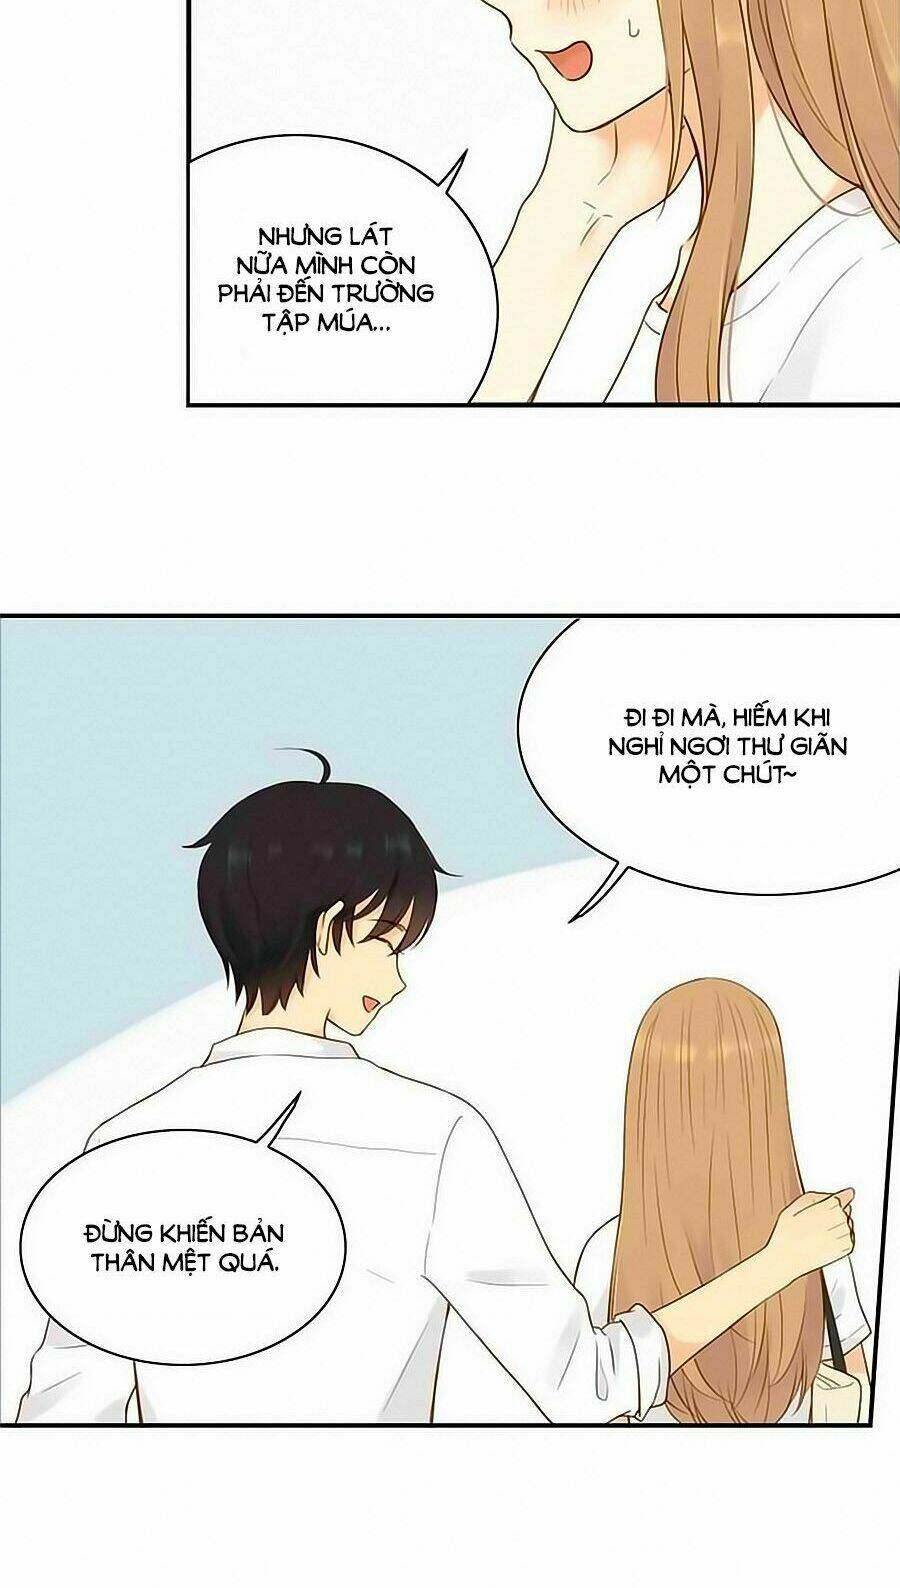 NHƯNG LÁT
NỮA MÌNH CÒN
PHẢI ĐẾN TRƯỜNG
TẬP MÚA...
ĐI ĐI MÀ, HIẾM KHI
NGHỈ NGƠI THƯ GIÃN
MỘT CHÚT~
ĐỪNG KHIẾN BẢN
THÂN MỆT QUÁ.